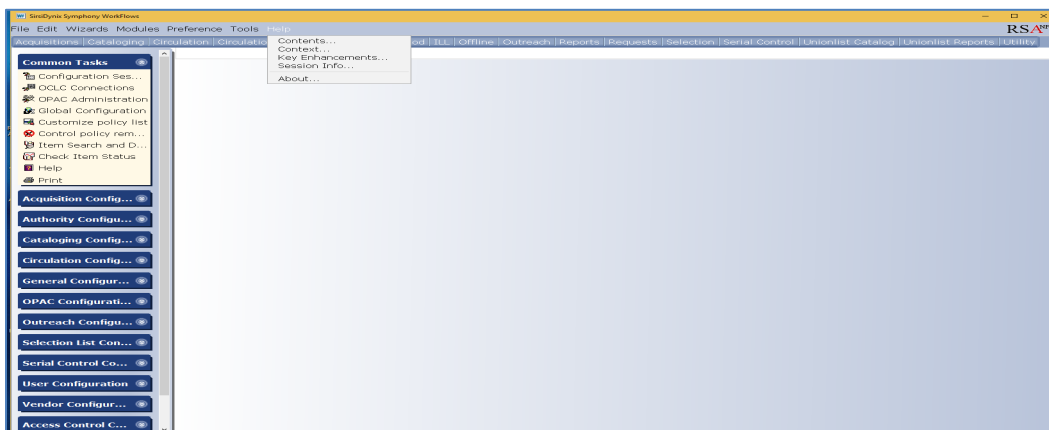 SirsiDynix Symphony WorkFlows
File Edit Wizards Modules Preference Tools Help
RSA
Acquisitions Cataloging Circulation ILL Offline Outreach Reports Requests Selection Serial Control Unionlist Catalog Unionlist Reports Utility
Contents...
Context...
Key Enhancements...
Session Info...
About...
Common Tasks
Configuration Ses...
OCLC Connections
OPAC Administration
Global Configuration
Customize policy list
Control policy rem...
Item Search and D...
Check Item Status
Help
Print
Acquisition Config...
Authority Configu...
Cataloging Config...
Circulation Config...
General Configur...
OPAC Configurati...
Outreach Configu...
Selection List Con...
Serial Control Co...
User Configuration
Vendor Configur...
Access Control C...